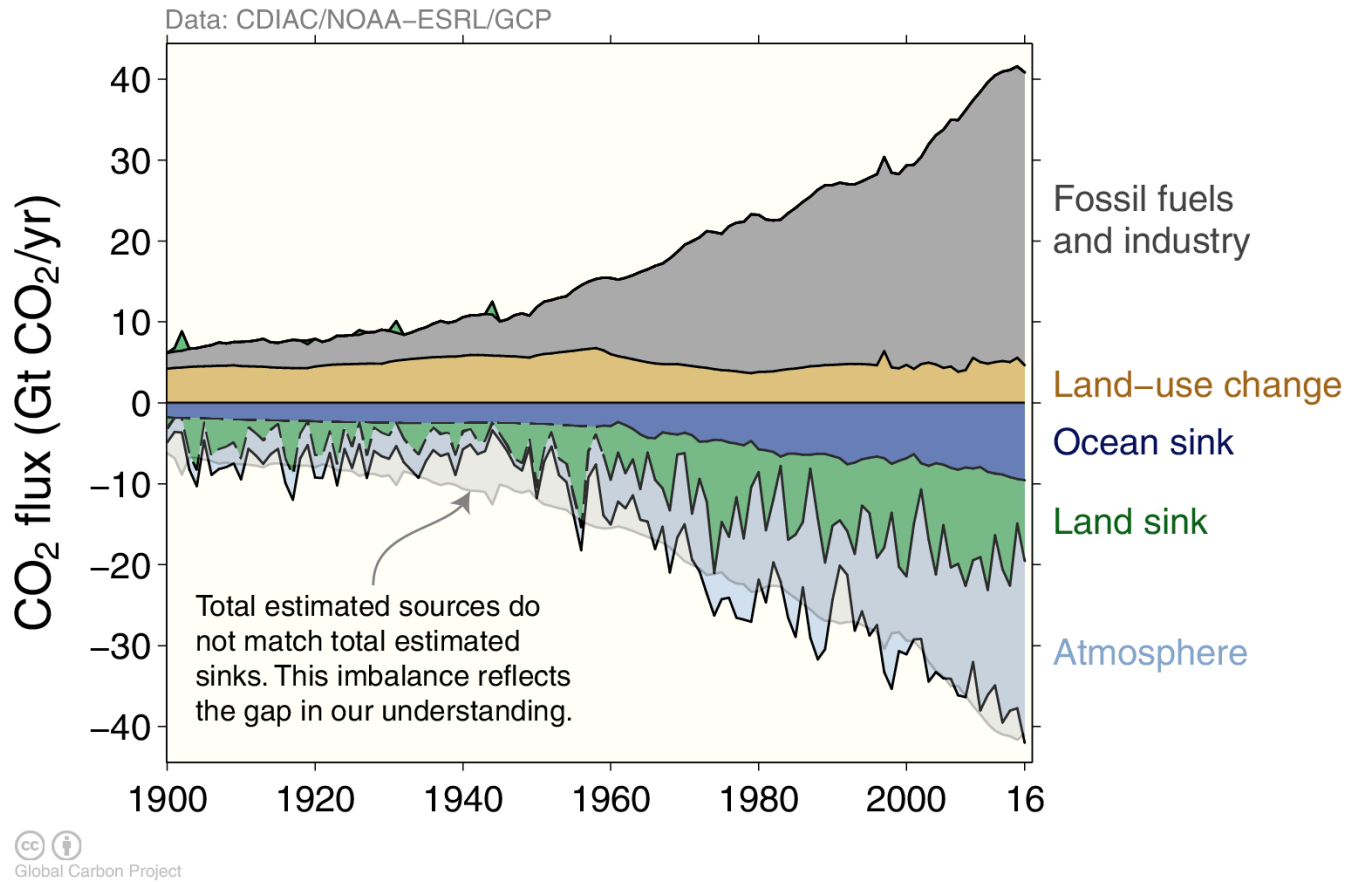 Data: CDIAC/NOAA−ESRL/GCP
CO₂ flux (Gt CO₂/yr)
40
30
20
10
0
−10
−20
−30
−40
Fossil fuels
and industry
Land−use change
Ocean sink
Land sink
Atmosphere
Total estimated sources do
not match total estimated
sinks. This imbalance reflects
the gap in our understanding.
1900 1920 1940 1960 1980 2000 16
cc
Global Carbon Project